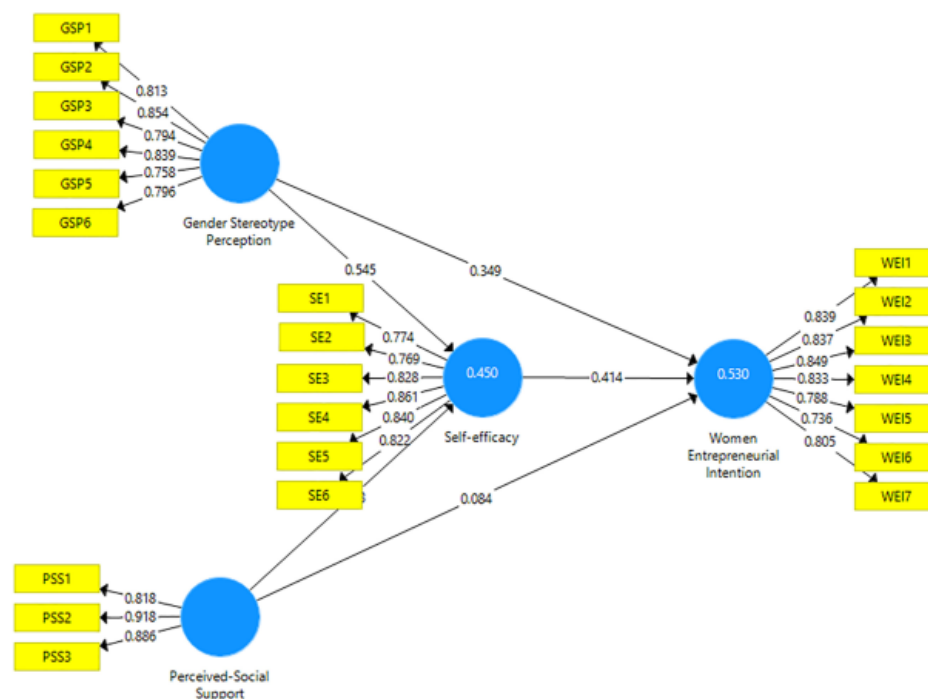 GSP1
GSP2
GSP3
GSP4
GSP5
GSP6
0.813
0.854
0.794
0.839
0.758
0.796
Gender Stereotype
Perception
0.545
0.349
SE1
SE2
SE3
SE4
SE5
SE6
0.774
0.769
0.828
0.861
0.840
0.822
0.450
Self-efficacy
0.414
0.530
Women
Entrepreneurial
Intention
0.839
0.837
0.849
0.833
0.788
0.736
0.805
WEI1
WEI2
WEI3
WEI4
WEI5
WEI6
WEI7
0.084
PSS1
PSS2
PSS3
0.818
0.918
0.886
Perceived-Social
Support